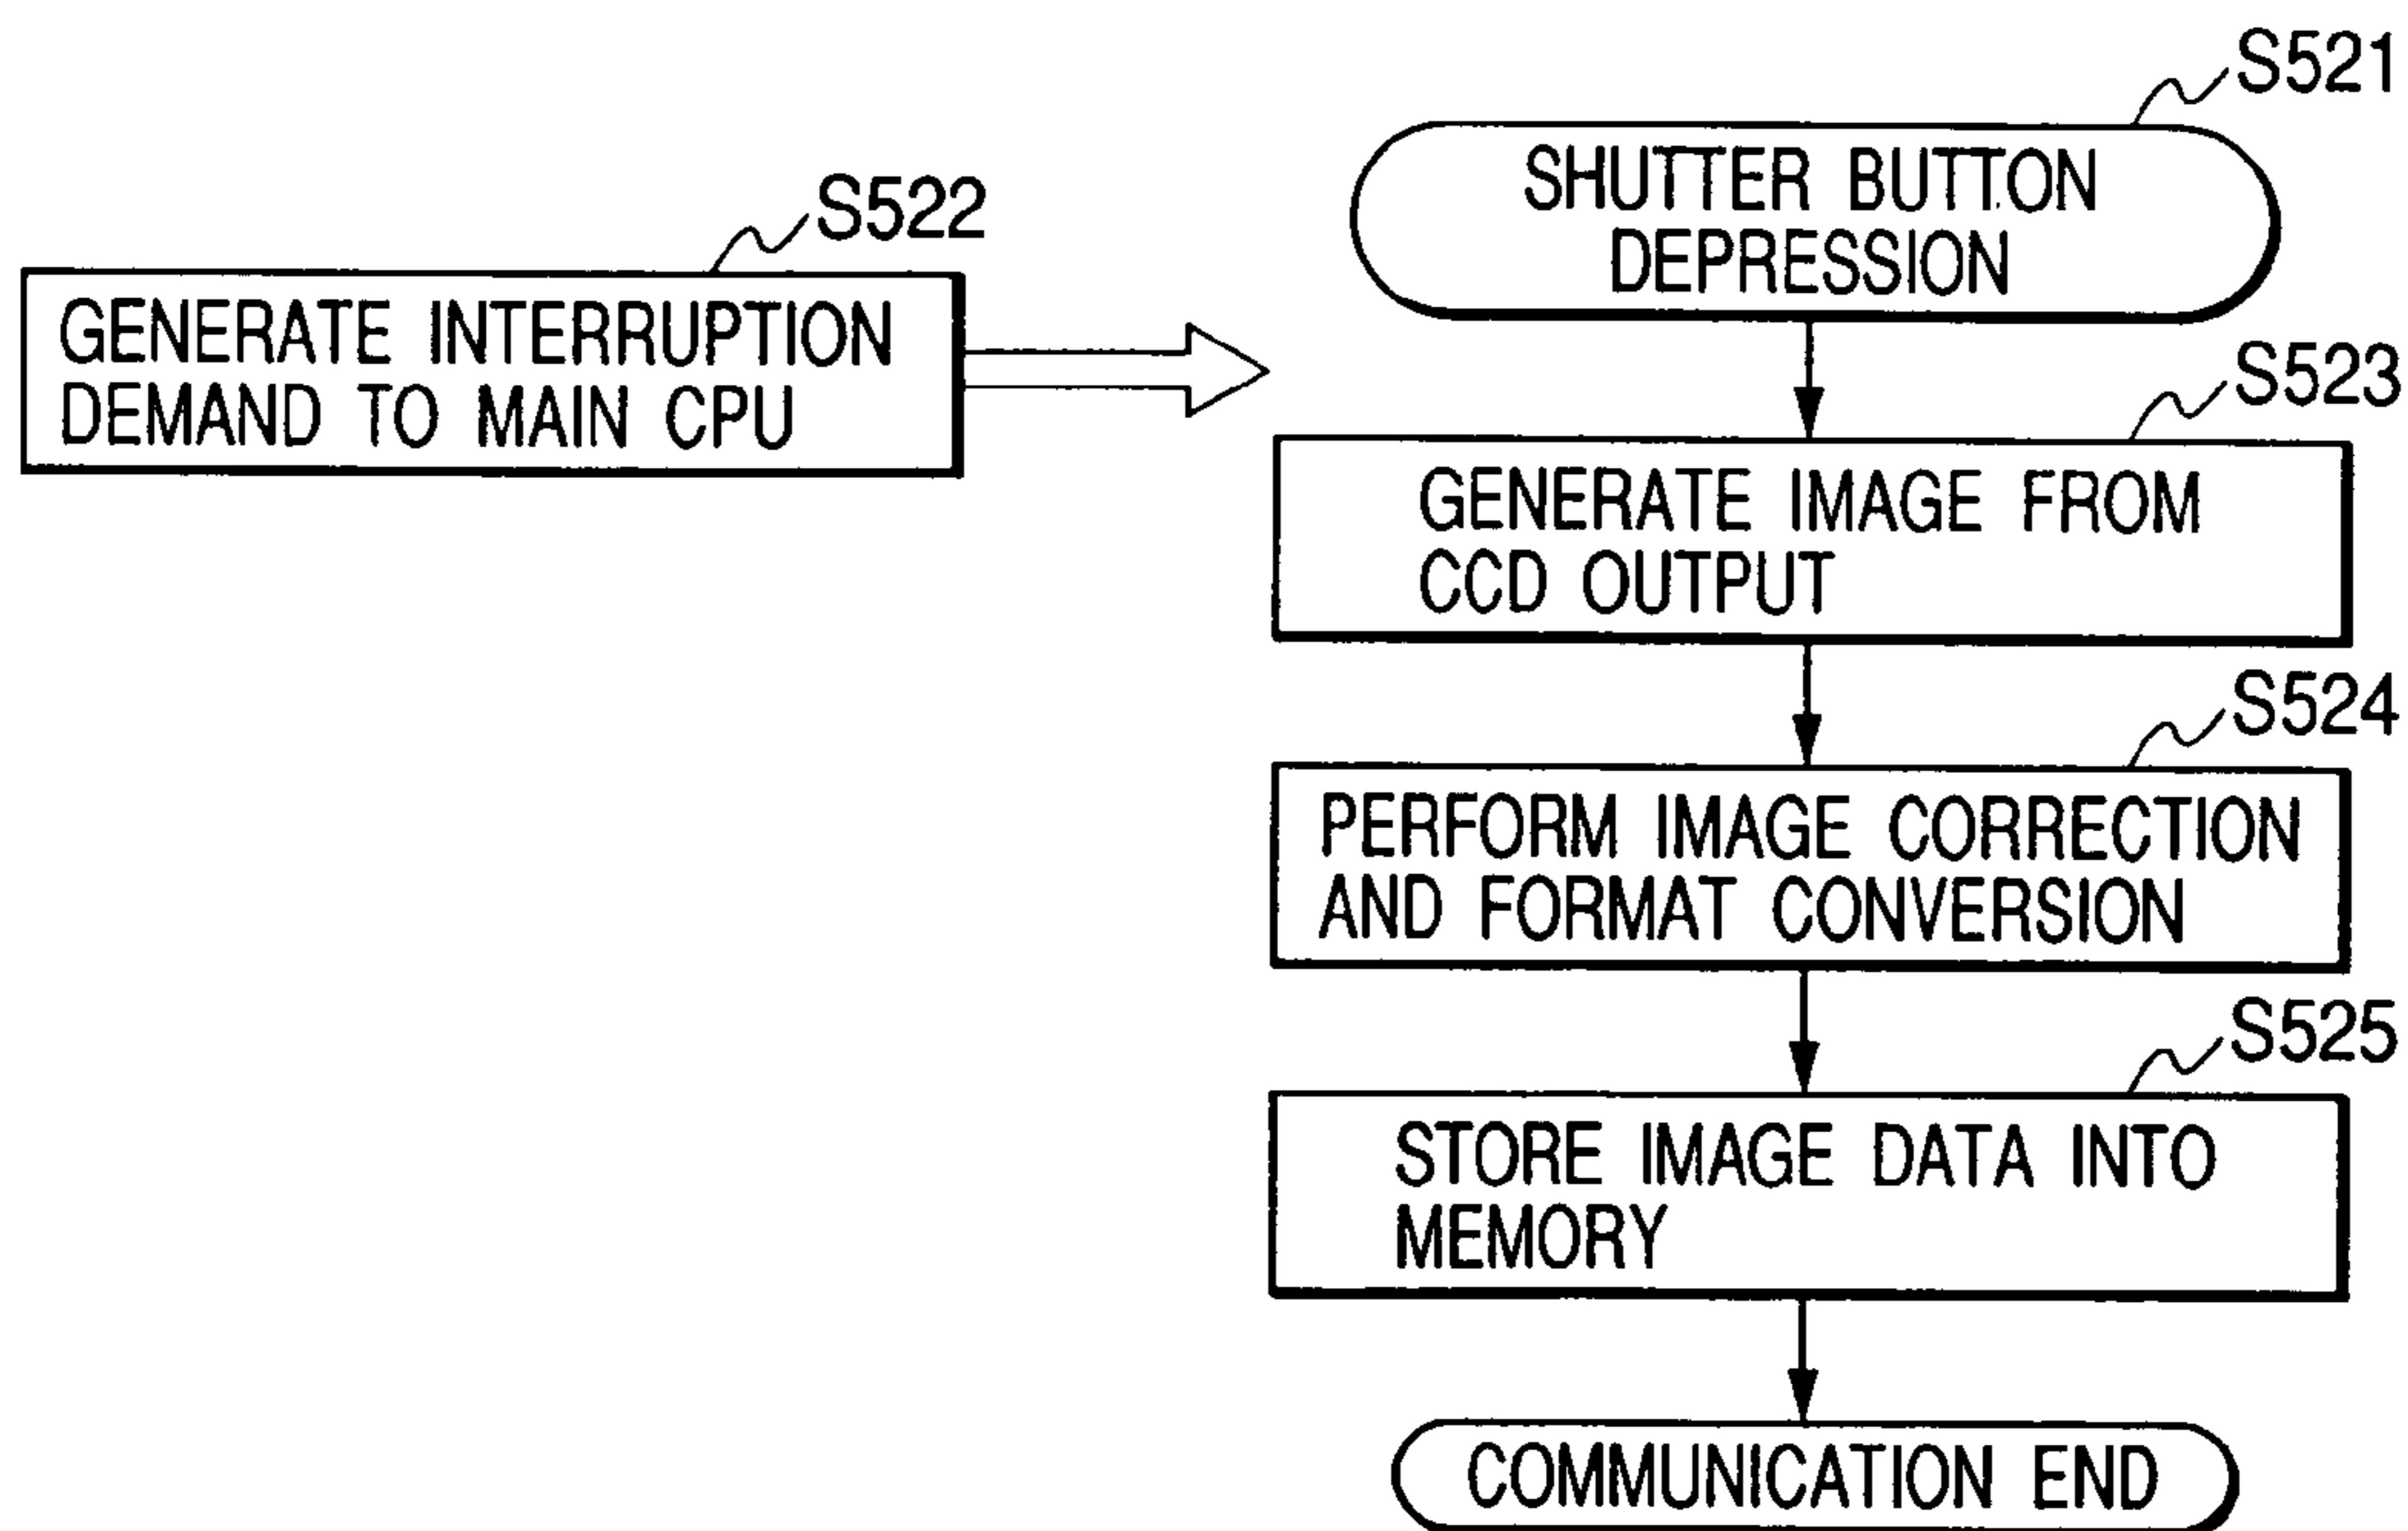 S521
SHUTTER BUTTON
DEPRESSION
S522
GENERATE INTERRUPTION
DEMAND TO MAIN CPU
S523
GENERATE IMAGE FROM
CCD OUTPUT
S524
PERFORM IMAGE CORRECTION
AND FORMAT CONVERSION
S525
STORE IMAGE DATA INTO
MEMORY
COMMUNICATION END